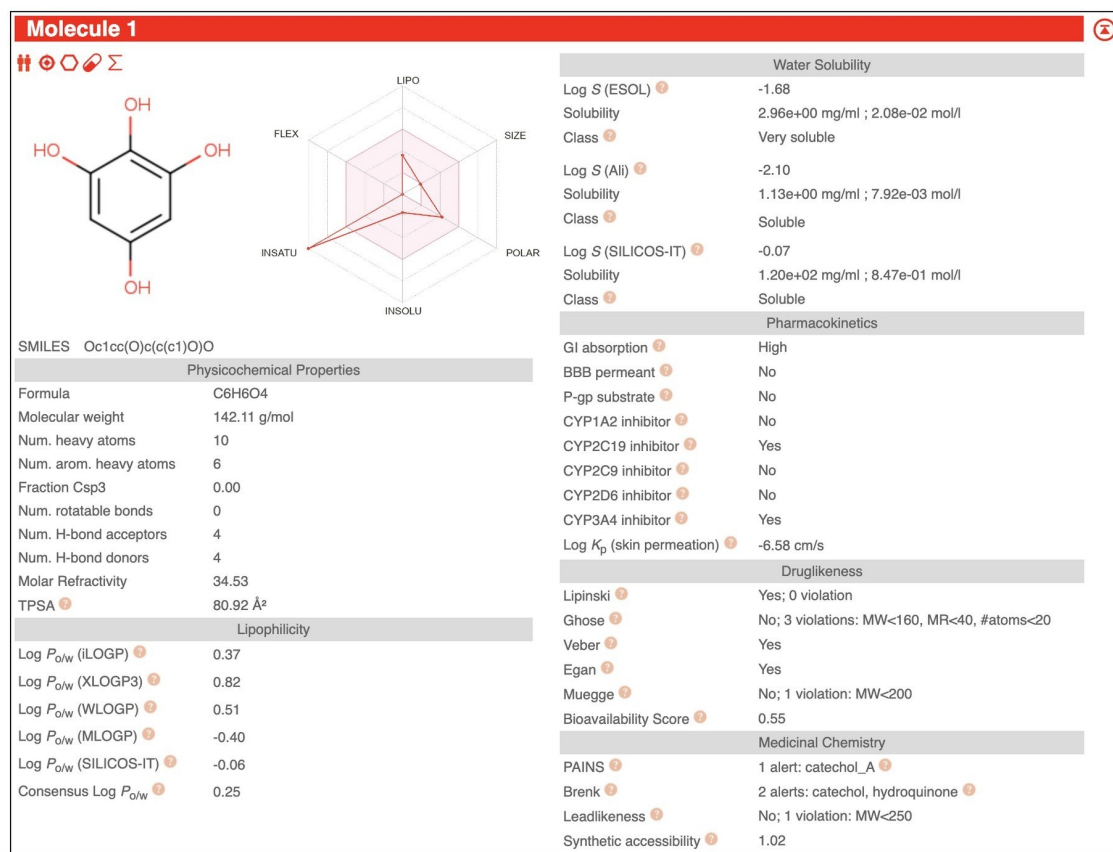 Molecule 1
OH
HO
OH
OH
LIPO
FLEX
SIZE
INSATU
POLAR
INSOLU
SMILES Oc1cc(O)c(c(c1)O)O
Physicochemical Properties
Formula C6H6O4
Molecular weight 142.11 g/mol
Num. heavy atoms 10
Num. arom. heavy atoms 6
Fraction Csp3 0.00
Num. rotatable bonds 0
Num. H-bond acceptors 4
Num. H-bond donors 4
Molar Refractivity 34.53
TPSA ? 80.92 Å²
Lipophilicity
Log Po/w (iLOGP) ? 0.37
Log Po/w (XLOGP3) ? 0.82
Log Po/w (WLOGP) ? 0.51
Log Po/w (MLOGP) ? -0.40
Log Po/w (SILICOS-IT) ? -0.06
Consensus Log Po/w ? 0.25
Water Solubility
Log S (ESOL) ? -1.68
Solubility 2.96e+00 mg/ml ; 2.08e-02 mol/l
Class ? Very soluble
Log S (Ali) ? -2.10
Solubility 1.13e+00 mg/ml ; 7.92e-03 mol/l
Class ? Soluble
Log S (SILICOS-IT) ? -0.07
Solubility 1.20e+02 mg/ml ; 8.47e-01 mol/l
Class ? Soluble
Pharmacokinetics
GI absorption ? High
BBB permeant ? No
P-gp substrate ? No
CYP1A2 inhibitor ? No
CYP2C19 inhibitor ? Yes
CYP2C9 inhibitor ? No
CYP2D6 inhibitor ? No
CYP3A4 inhibitor ? Yes
Log Kp (skin permeation) ? -6.58 cm/s
Druglikeness
Lipinski ? Yes; 0 violation
Ghose ? No; 3 violations: MW<160, MR<40, #atoms<20
Veber ? Yes
Egan ? Yes
Muegge ? No; 1 violation: MW<200
Bioavailability Score ? 0.55
Medicinal Chemistry
PAINS ? 1 alert: catechol_A ?
Brenk ? 2 alerts: catechol, hydroquinone ?
Leadlikeness ? No; 1 violation: MW<250
Synthetic accessibility ? 1.02